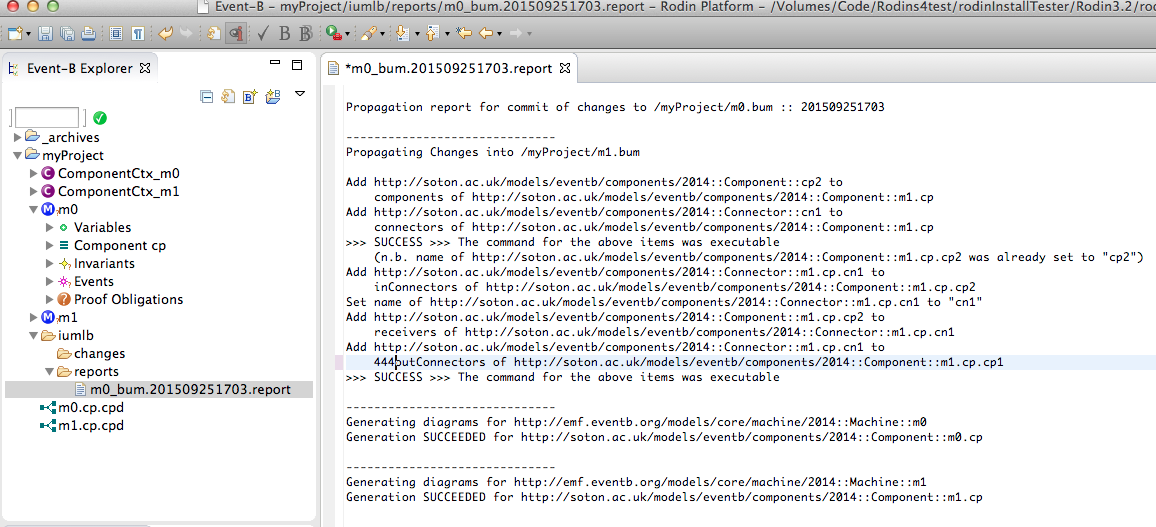 Event-B – myProject/iumlb/reports/m0_bum.201509251703.report – Rodin Platform – /Volumes/Code/Rodins4test/rodinInstallTester/Rodin3.2/ro
Event-B Explorer
_archives
myProject
ComponentCtx_m0
ComponentCtx_m1
m0
Variables
Component cp
Invariants
Events
Proof Obligations
m1
iumlb
changes
reports
m0_bum.201509251703.report
m0.cp.cpd
m1.cp.cpd
*m0_bum.201509251703.report
Propagation report for commit of changes to /myProject/m0.bum :: 201509251703
------------------------------
Propagating Changes into /myProject/m1.bum
Add http://soton.ac.uk/models/eventb/components/2014::Component::cp2 to
components of http://soton.ac.uk/models/eventb/components/2014::Component::m1.cp
Add http://soton.ac.uk/models/eventb/components/2014::Connector::cn1 to
connectors of http://soton.ac.uk/models/eventb/components/2014::Component::m1.cp
>>> SUCCESS >>> The command for the above items was executable
(n.b. name of http://soton.ac.uk/models/eventb/components/2014::Component::m1.cp.cp2 was already set to "cp2")
Add http://soton.ac.uk/models/eventb/components/2014::Connector::m1.cp.cn1 to
inConnectors of http://soton.ac.uk/models/eventb/components/2014::Component::m1.cp.cp2
Set name of http://soton.ac.uk/models/eventb/components/2014::Connector::m1.cp.cn1 to "cn1"
Add http://soton.ac.uk/models/eventb/components/2014::Component::m1.cp.cp2 to
receivers of http://soton.ac.uk/models/eventb/components/2014::Connector::m1.cp.cn1
Add http://soton.ac.uk/models/eventb/components/2014::Connector::m1.cp.cn1 to
444outConnectors of http://soton.ac.uk/models/eventb/components/2014::Component::m1.cp.cp1
>>> SUCCESS >>> The command for the above items was executable
------------------------------
Generating diagrams for http://emf.eventb.org/models/core/machine/2014::Machine::m0
Generation SUCCEEDED for http://soton.ac.uk/models/eventb/components/2014::Component::m0.cp
------------------------------
Generating diagrams for http://emf.eventb.org/models/core/machine/2014::Machine::m1
Generation SUCCEEDED for http://soton.ac.uk/models/eventb/components/2014::Component::m1.cp